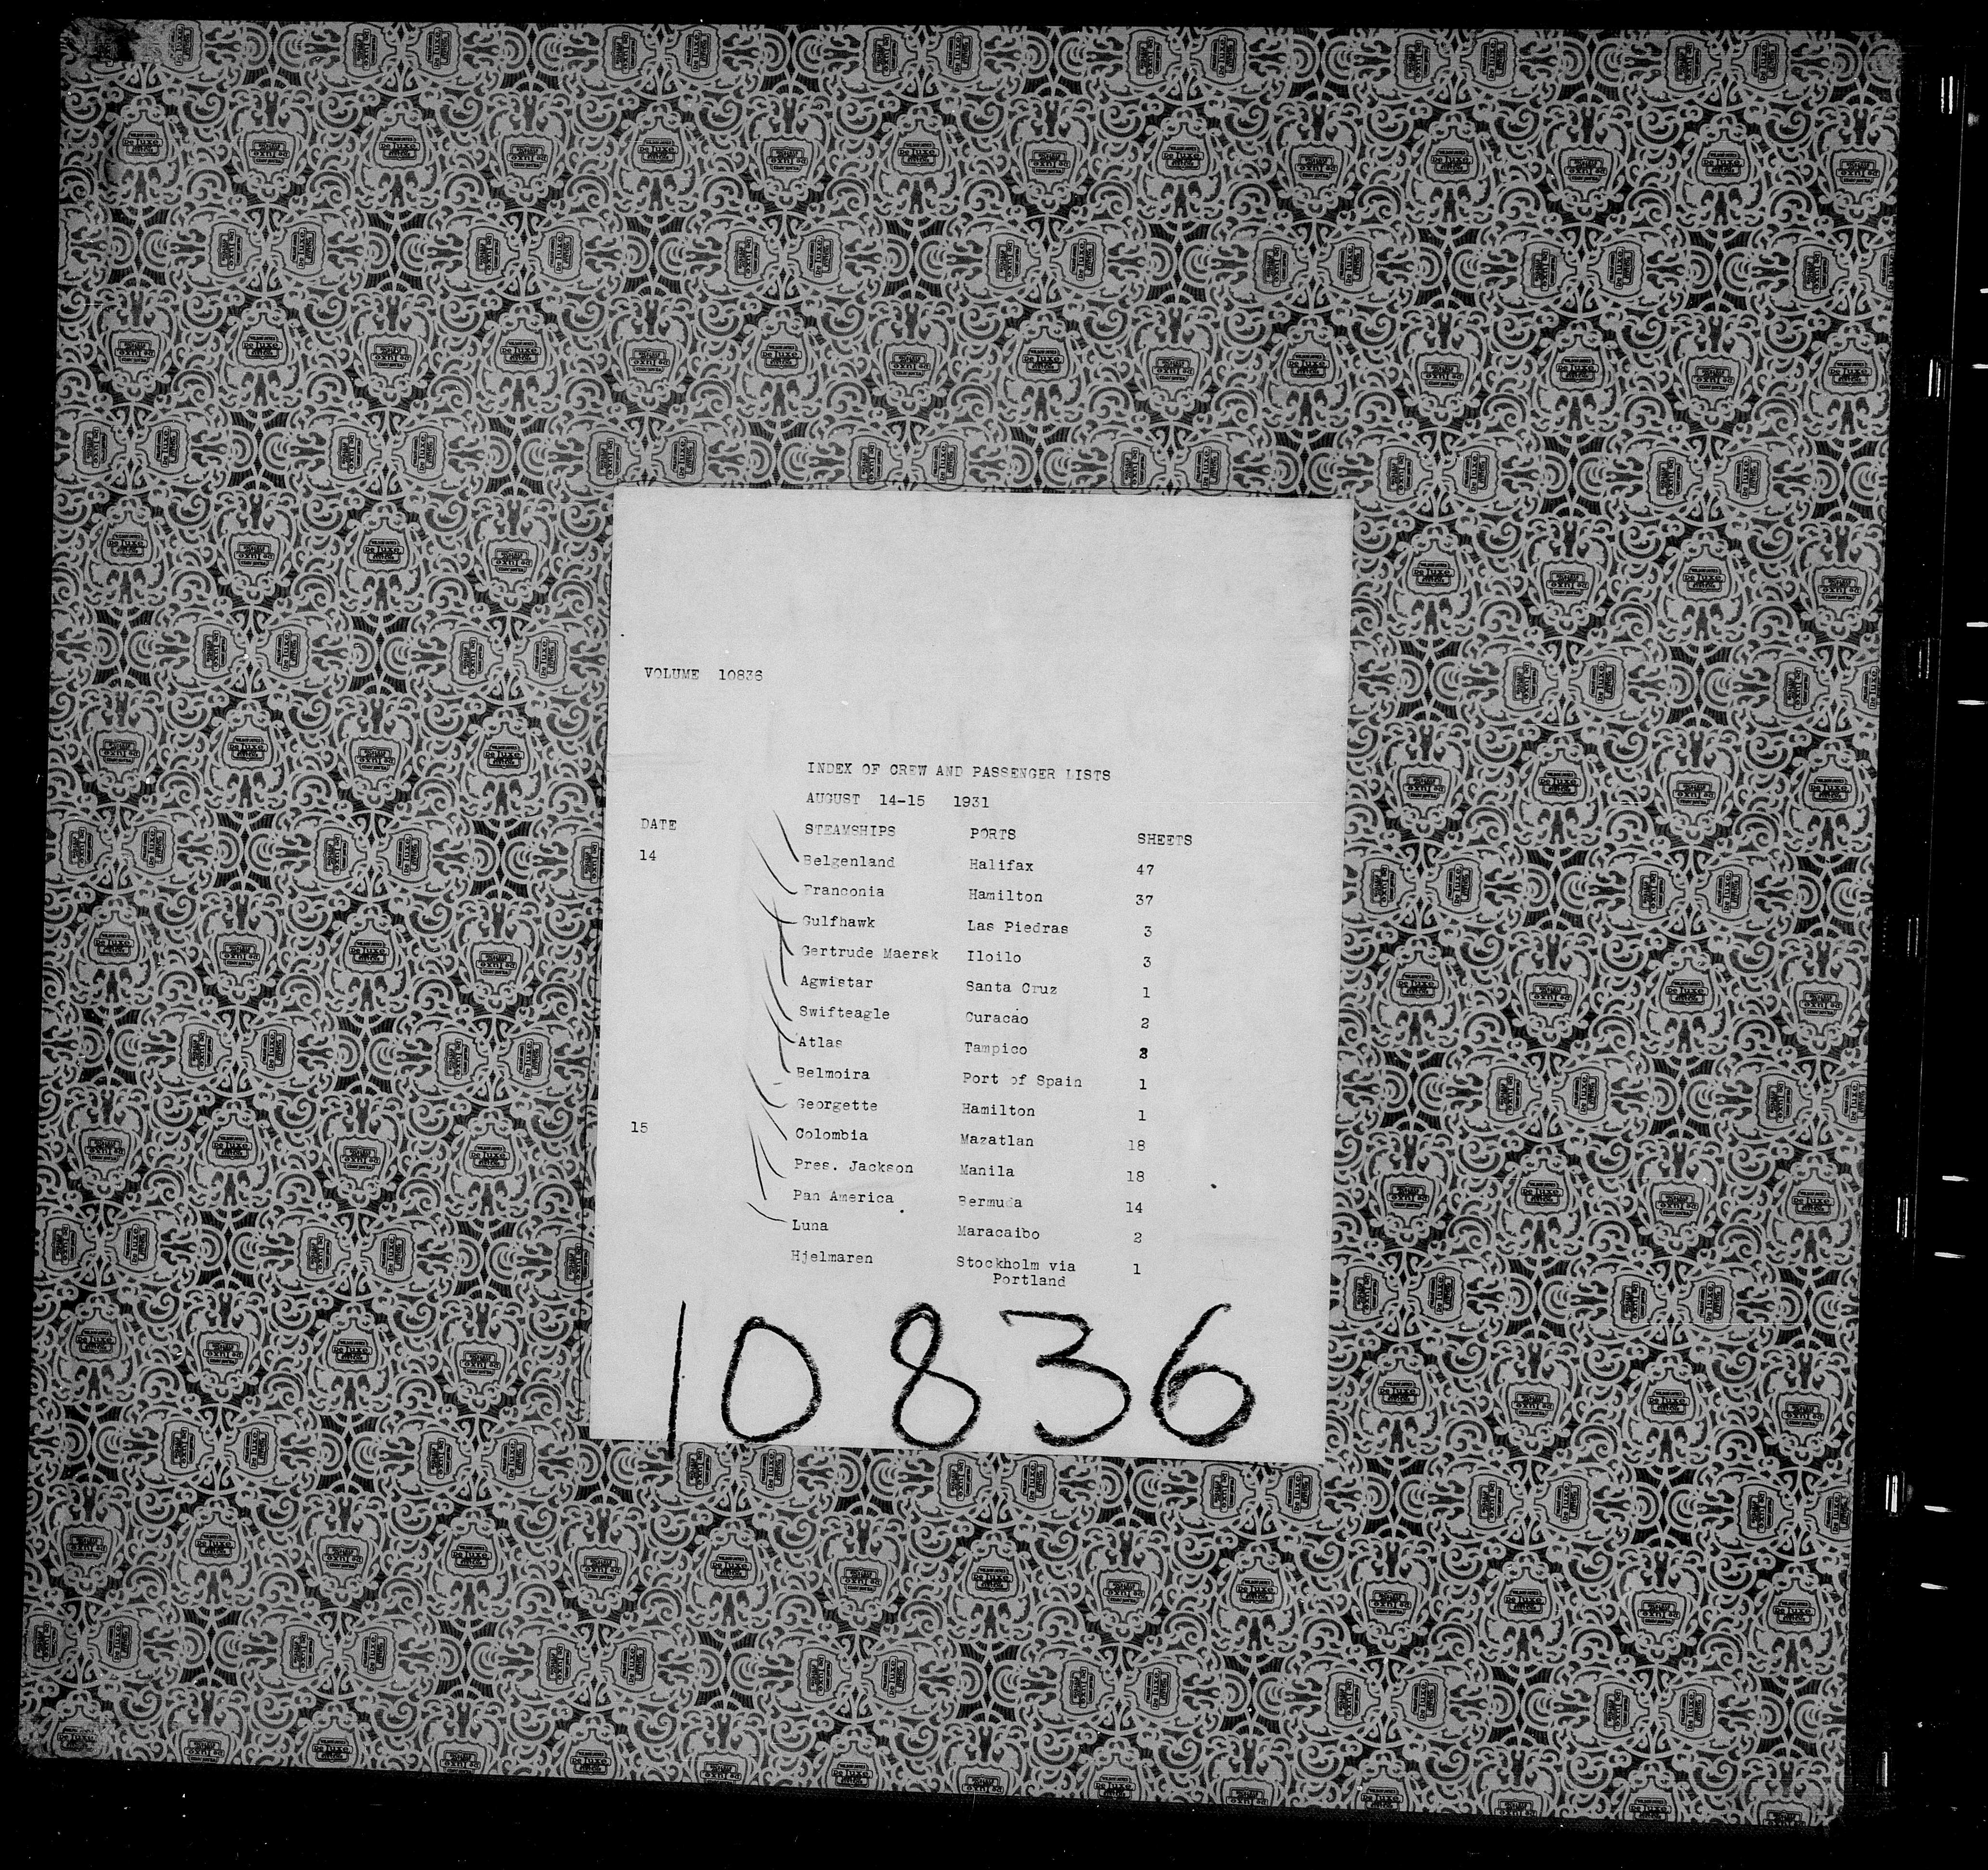 VOLUME 10836
INDEX OF CREW AND PASSENGER LISTS
AUGUST 14-15 1931
DATE STEAMSHIPS PORTS SHEETS
14 Belgenland Halifax 47
Franconia Hamilton 37
Gulfhawk Las Piedras 3
Gertrude Maersk Iloilo 3
Agwistar Santa Cruz 1
Swifteagle Curacao 2
Atlas Tampico
Belmoira Port of Spain 1
Georgette Hamilton 1
15 Colombia Mazatlan 18
Pres. Jackson Manila 18
Pan America Bermuda 14
Luna Maracaibo 2
Hjelmaren Stockholm via 1
Portland
10836